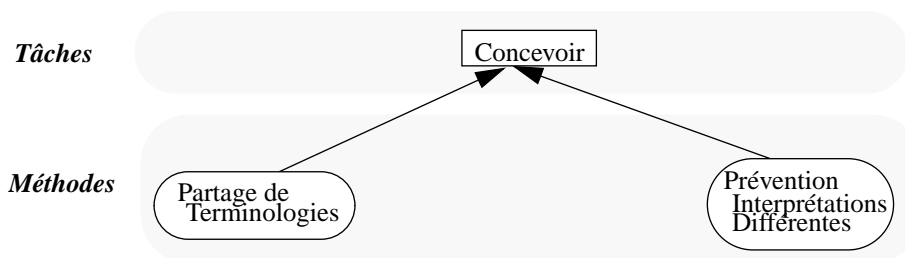 Tâches
Concevoir
Méthodes
Partage de
Terminologies
Prévention
Interprétations
Différentes